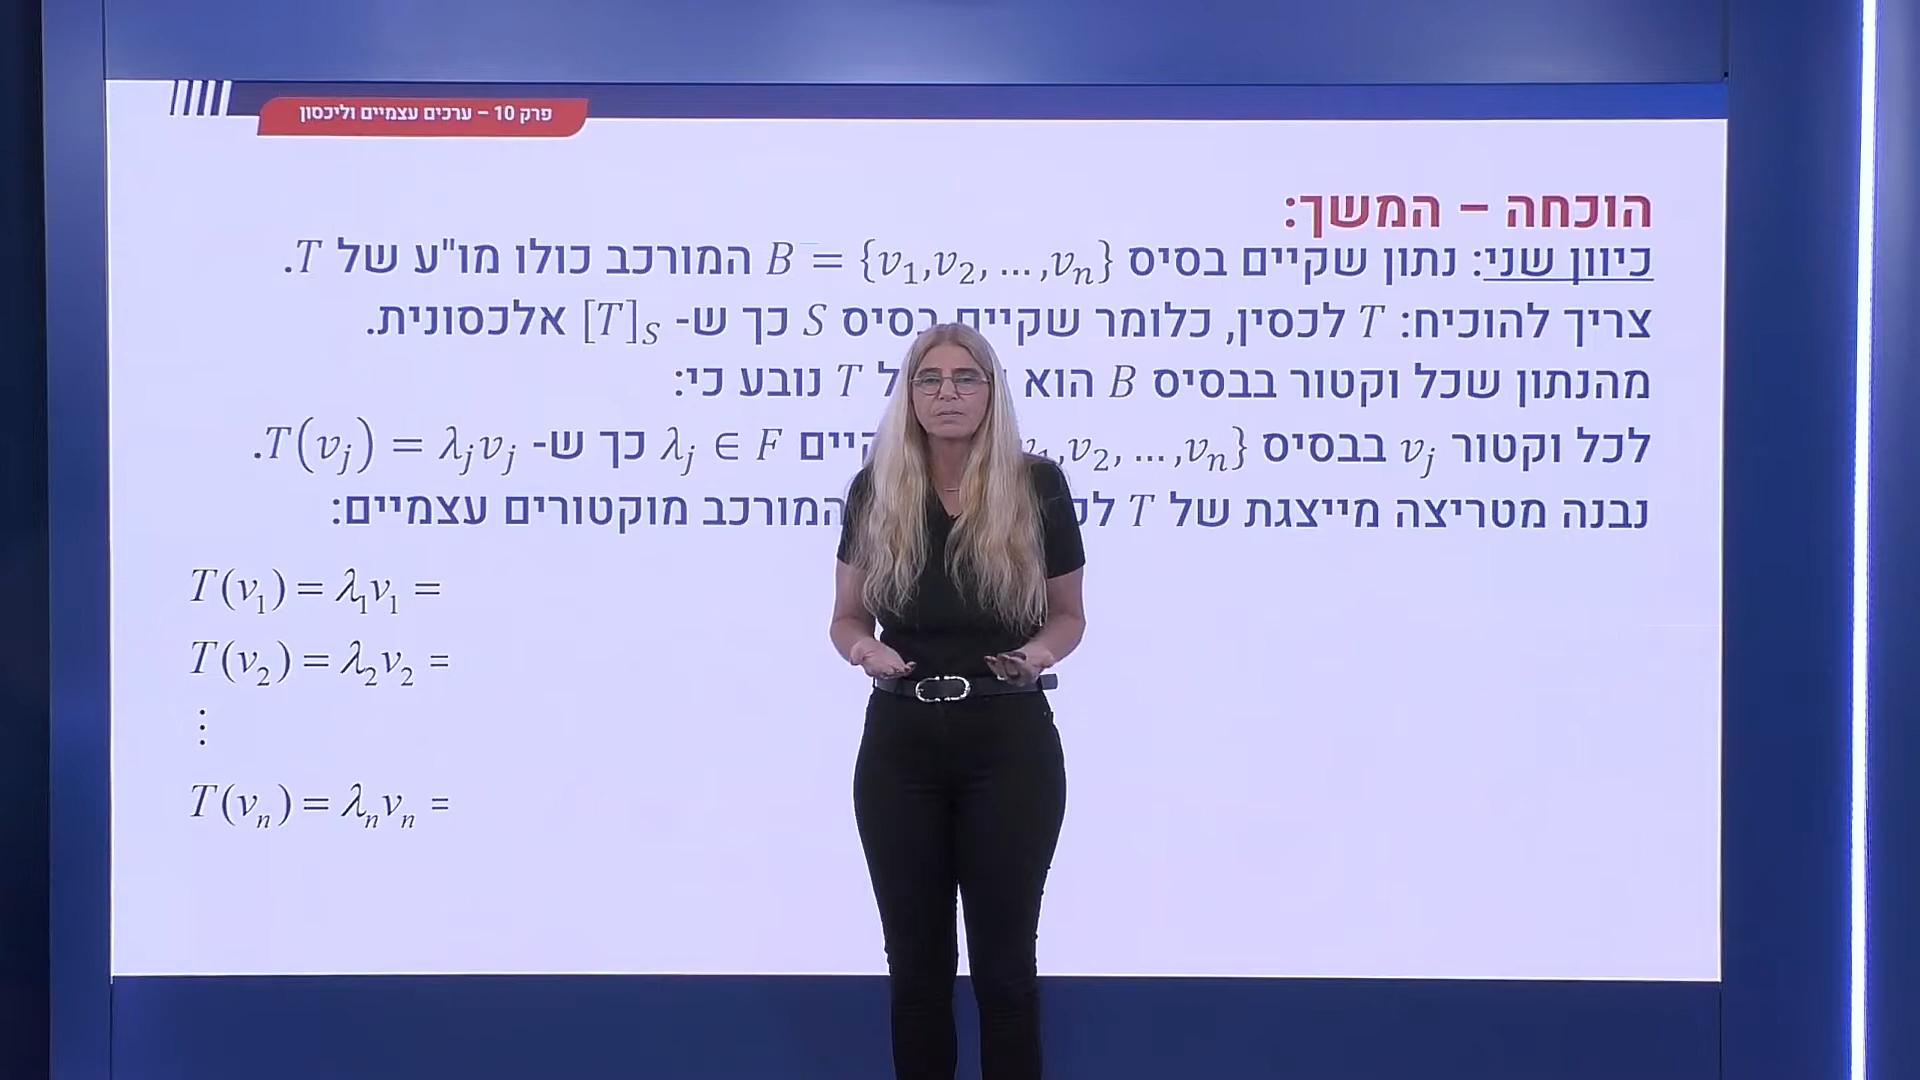 פרק 10 – ערכים עצמיים וליכסון
הוכחה – המשך:
כיוון שני: נתון שקיים בסיס B = {v₁,v₂, …,vₙ} המורכב כולו מו"ע של T.
צריך להוכיח: T לכסין, כלומר שקיים בסיס S כך ש- [T]ₛ אלכסונית.
מהנתון שכל וקטור בבסיס B הוא T נובע כי:
לכל וקטור vⱼ בבסיס v₂, …,vₙ} קיים λⱼ ∈ F כך ש- T(vⱼ) = λⱼvⱼ.
נבנה מטריצה מייצגת של T המורכב מוקטורים עצמיים:
T(v₁) = λ₁v₁ =
T(v₂) = λ₂v₂ =
⋮
T(vₙ) = λₙvₙ =